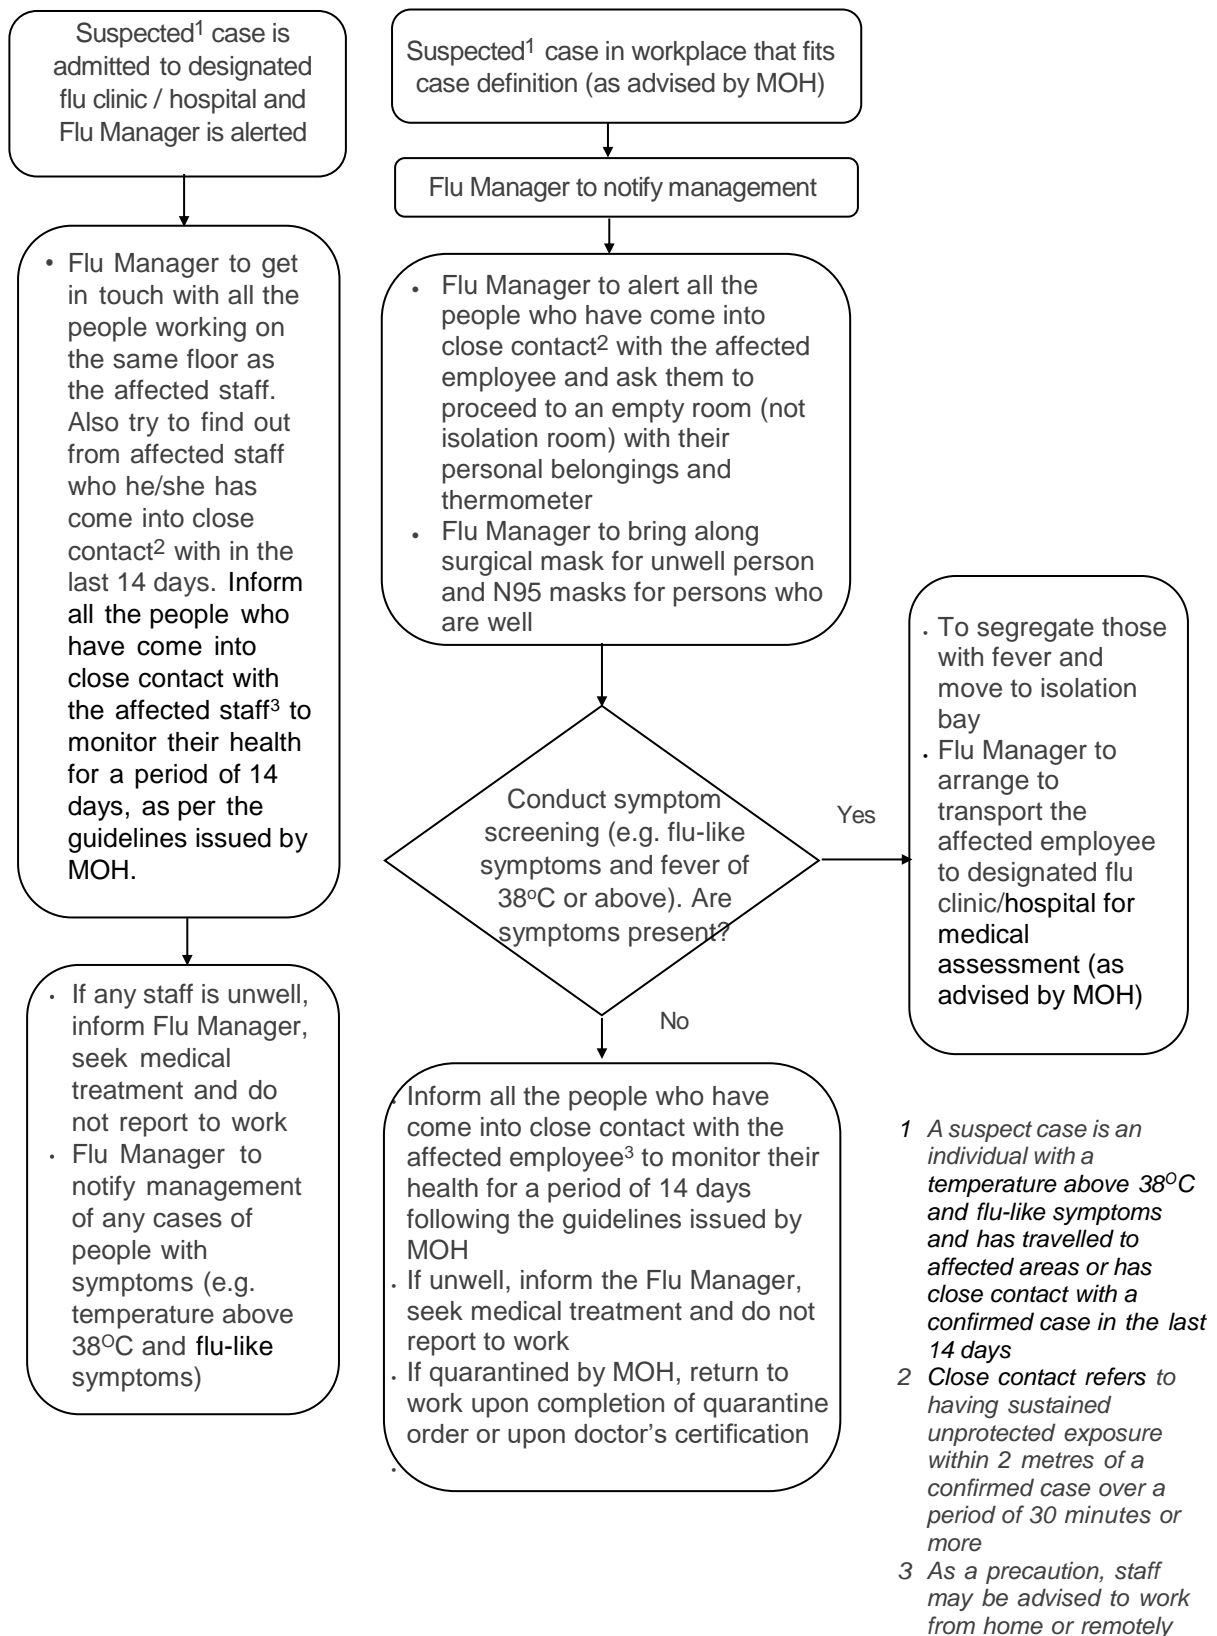 Suspected1 case is
admitted to designated
flu clinic / hospital and
Flu Manager is alerted
• Flu Manager to get
in touch with all the
people working on
the same floor as
the affected staff.
Also try to find out
from affected staff
who he/she has
come into close
contact2 with in the
last 14 days. Inform
all the people who
have come into
close contact with
the affected staff3 to
monitor their health
for a period of 14
days, as per the
guidelines issued by
MOH.
• If any staff is unwell,
inform Flu Manager,
seek medical
treatment and do
not report to work
• Flu Manager to
notify management
of any cases of
people with
symptoms (e.g.
temperature above
38OC and flu-like
symptoms)
Suspected1 case in workplace that fits
case definition (as advised by MOH)
Flu Manager to notify management
• Flu Manager to alert all the
people who have come into
close contact2 with the affected
employee and ask them to
proceed to an empty room (not
isolation room) with their
personal belongings and
thermometer
• Flu Manager to bring along
surgical mask for unwell person
and N95 masks for persons who
are well
Conduct symptom
screening (e.g. flu-like
symptoms and fever of
38oC or above). Are
symptoms present?
Yes
No
• To segregate those
with fever and
move to isolation
bay
• Flu Manager to
arrange to
transport the
affected employee
to designated flu
clinic/hospital for
medical
assessment (as
advised by MOH)
• Inform all the people who have
come into close contact with the
affected employee3 to monitor their
health for a period of 14 days
following the guidelines issued by
MOH
• If unwell, inform the Flu Manager,
seek medical treatment and do not
report to work
• If quarantined by MOH, return to
work upon completion of quarantine
order or upon doctor’s certification
•
1 A suspect case is an
individual with a
temperature above 38OC
and flu-like symptoms
and has travelled to
affected areas or has
close contact with a
confirmed case in the last
14 days
2 Close contact refers to
having sustained
unprotected exposure
within 2 metres of a
confirmed case over a
period of 30 minutes or
more
3 As a precaution, staff
may be advised to work
from home or remotely